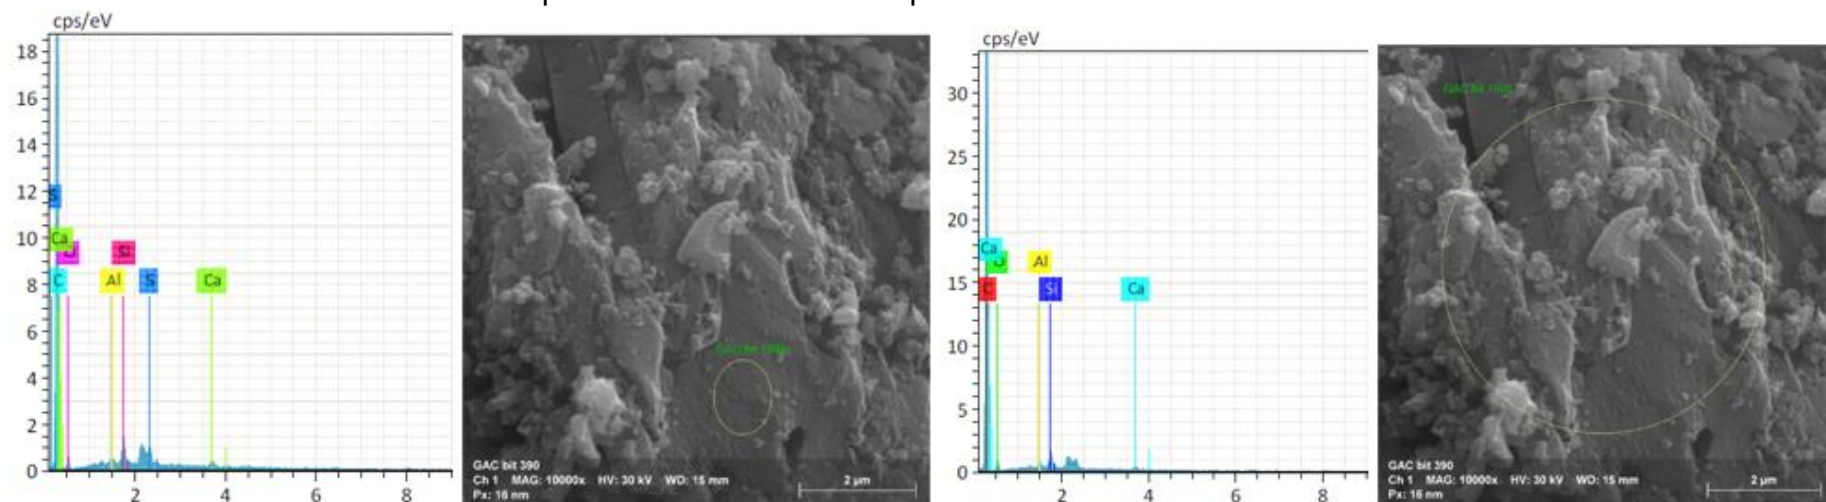 cps/eV
18
16
14
12
10
8
6
4
2
0
S
Ca
Si
C
Al
S
Ca
2 4 6 8
GAC bit 390
Ch 1 MAG: 10000x HV: 30 kV WD: 15 mm
Px: 16 nm
2 µm
cps/eV
30
25
20
15
10
5
0
Ca
Al
C
Si
Ca
2 4 6 8
GAC bit 390
Ch 1 MAG: 10000x HV: 30 kV WD: 15 mm
Px: 16 nm
2 µm